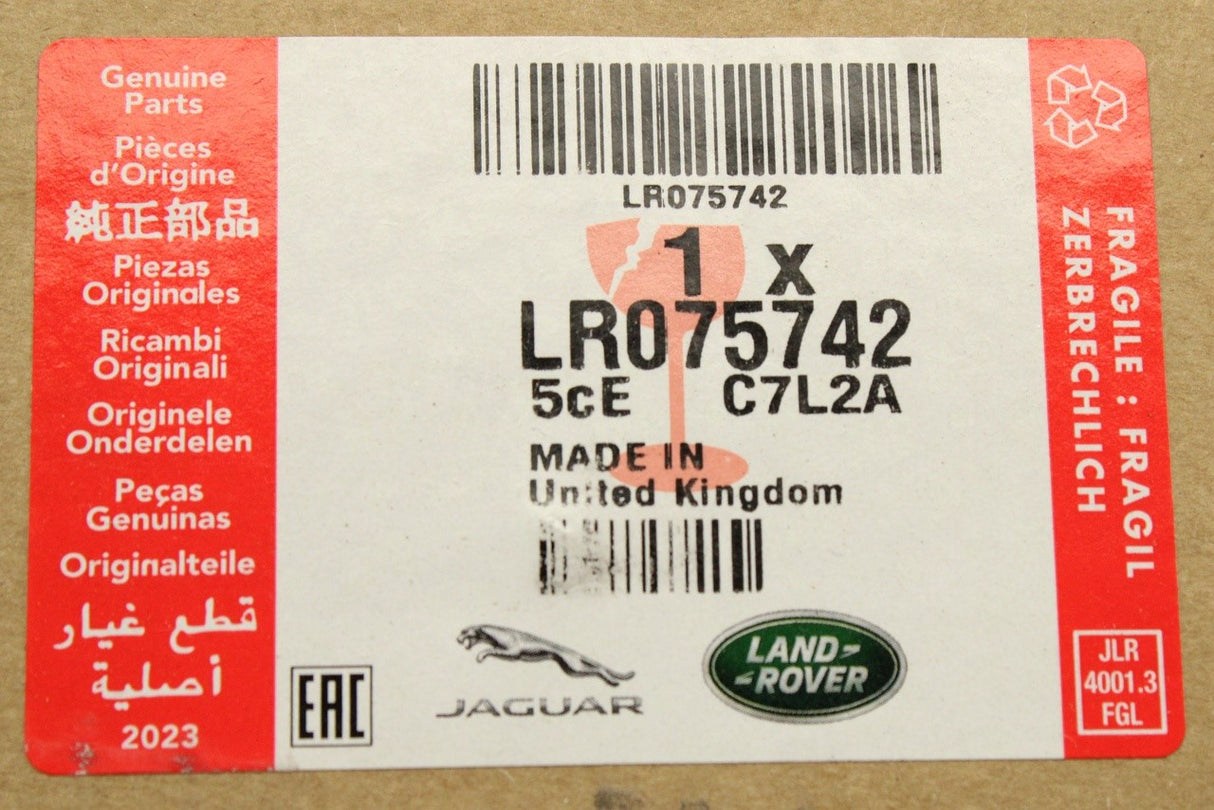 Genuine
Parts
Pièces
d'Origine
純正部品
Piezas
Originales
Ricambi
Originali
Originele
Onderdelen
Peças
Genuinas
Originalteile
قطع غيار
أصلية
2023
LR075742
1 x
LR075742
5cE C7L2A
MADE IN
United Kingdom
EAC
JAGUAR
LAND-
-ROVER
FRAGILE : FRAGIL
ZERBRECHLICH
JLR
4001.3
FGL